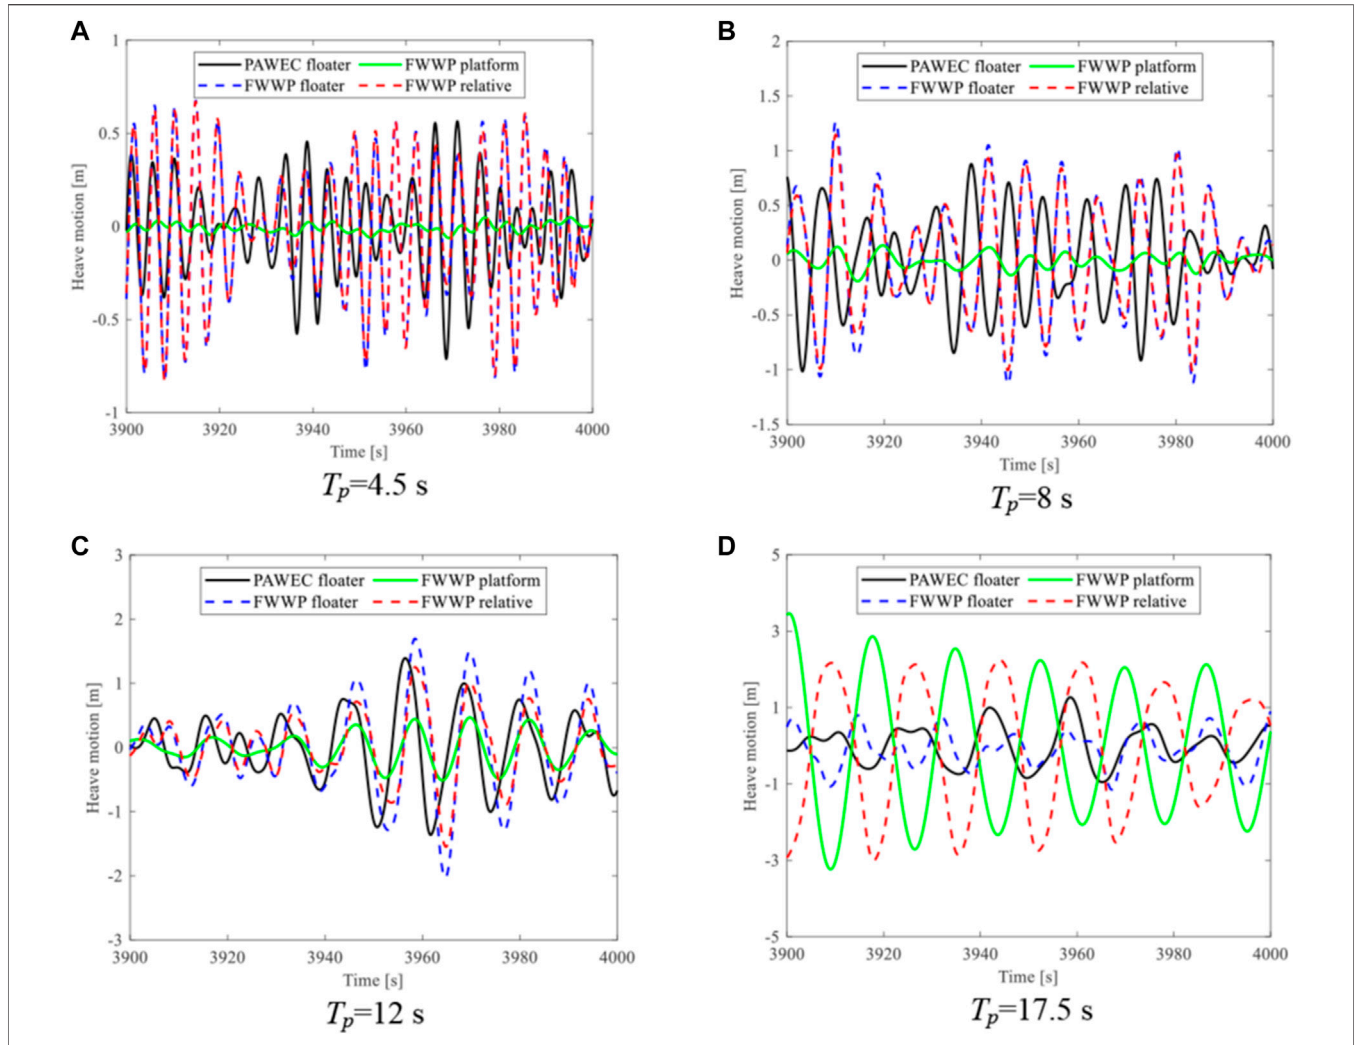 A
PAWEC floater FWWP platform
FWWP floater FWWP relative
Heave motion [m]
1
0.5
0
-0.5
-1
3900 3920 3940 3960 3980 4000
Time [s]
Tp=4.5 s
B
PAWEC floater FWWP platform
FWWP floater FWWP relative
Heave motion [m]
2
1.5
1
0.5
0
-0.5
-1
-1.5
3900 3920 3940 3960 3980 4000
Time [s]
Tp=8 s
C
PAWEC floater FWWP platform
FWWP floater FWWP relative
Heave motion [m]
3
2
1
0
-1
-2
-3
3900 3920 3940 3960 3980 4000
Time [s]
Tp=12 s
D
PAWEC floater FWWP platform
FWWP floater FWWP relative
Heave motion [m]
5
3
1
-1
-3
-5
3900 3920 3940 3960 3980 4000
Time [s]
Tp=17.5 s